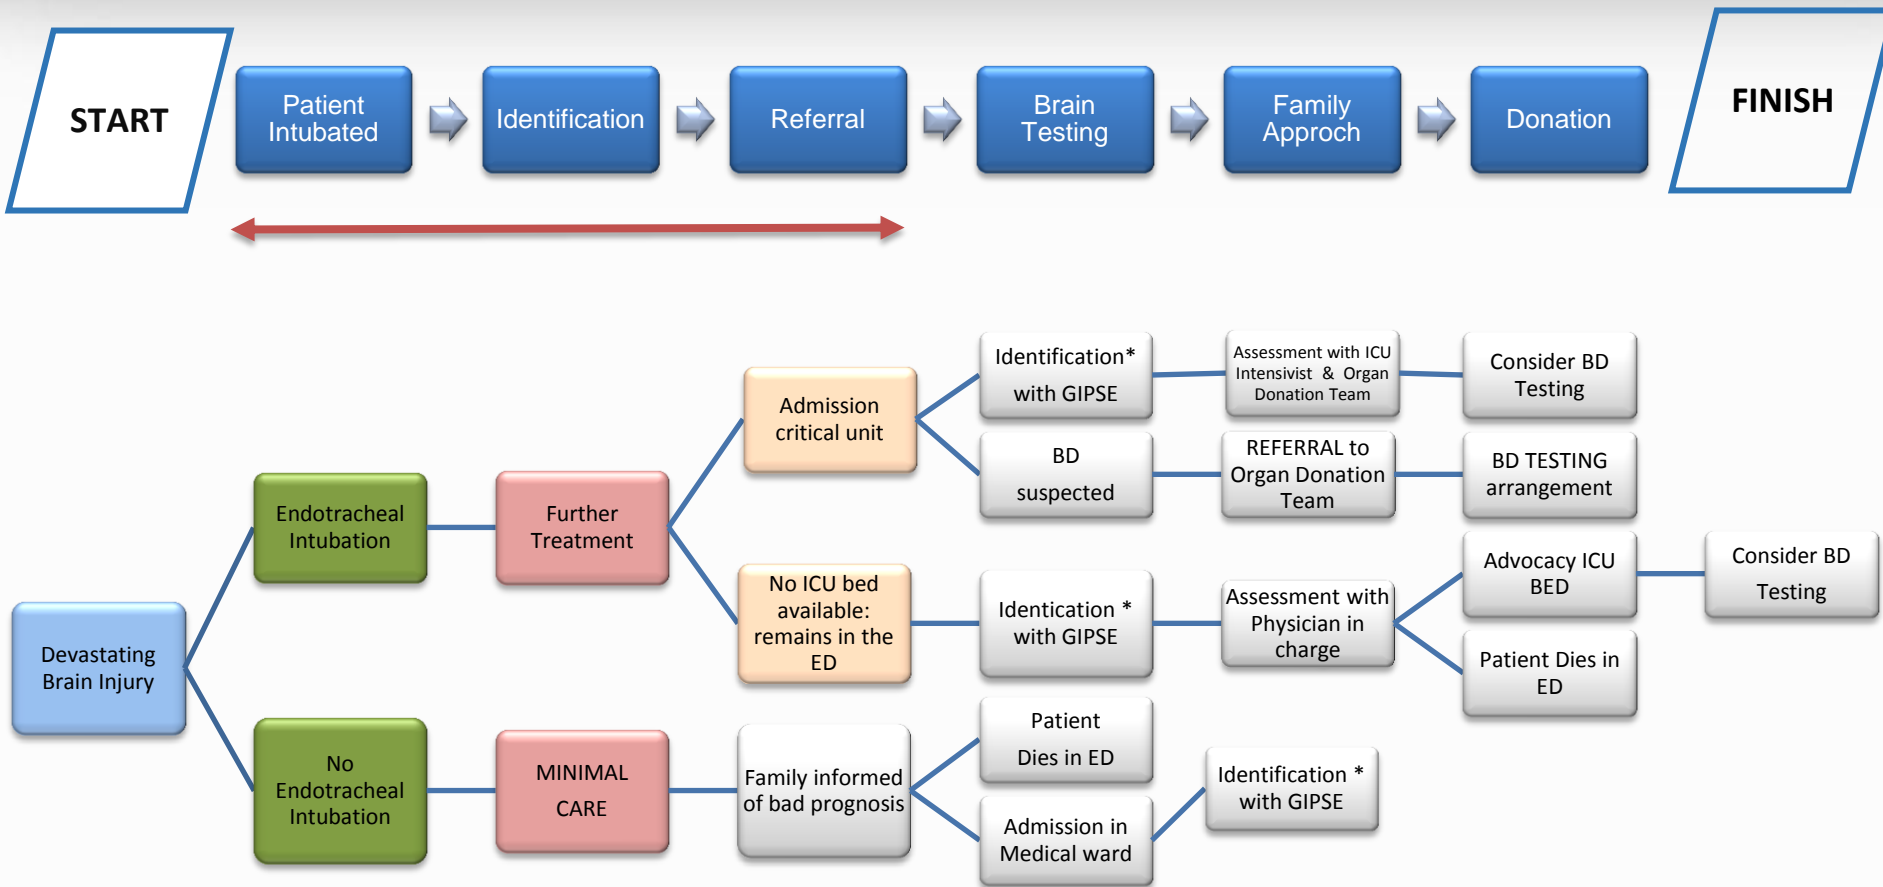 START
Patient
Intubated
Identification
Referral
Brain
Testing
Family
Approch
Donation
FINISH
Devastating
Brain Injury
Endotracheal
Intubation
Further
Treatment
Admission
critical unit
Identification*
with GIPSE
Assessment with ICU
Intensivist & Organ
Donation Team
Consider BD
Testing
BD
suspected
REFERRAL to
Organ Donation
Team
BD TESTING
arrangement
No ICU bed
available:
remains in the
ED
Identication *
with GIPSE
Assessment with
Physician in
charge
Advocacy ICU
BED
Consider BD
Testing
Patient Dies in
ED
No
Endotracheal
Intubation
MINIMAL
CARE
Family informed
of bad prognosis
Patient
Dies in ED
Admission in
Medical ward
Identification *
with GIPSE